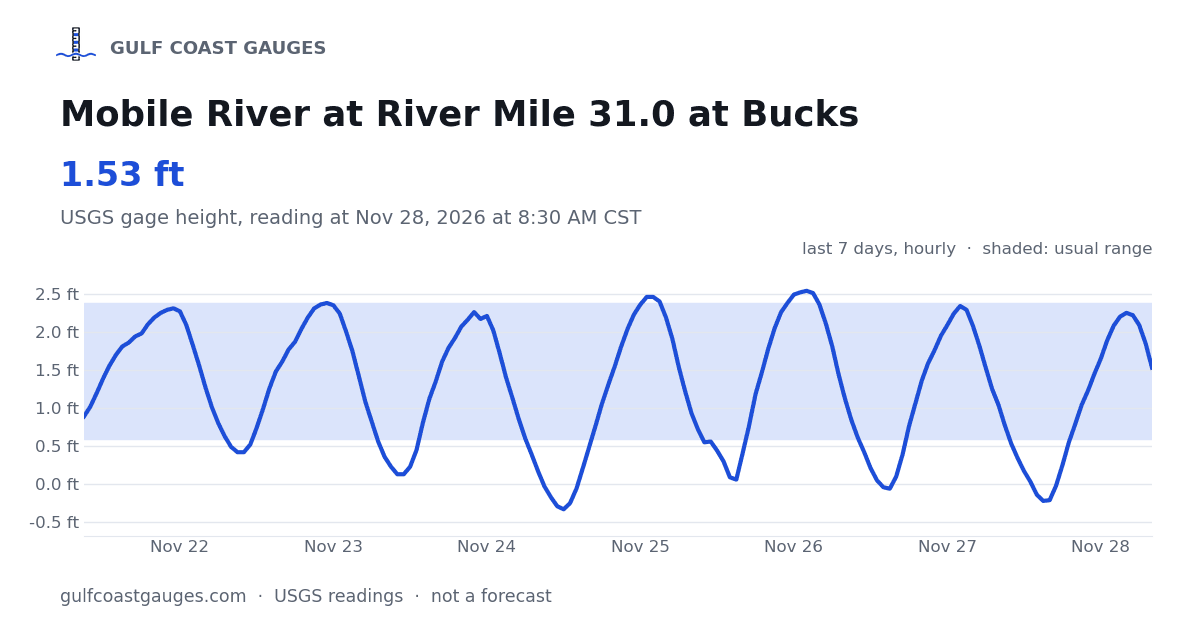 GULF COAST GAUGES
Mobile River at River Mile 31.0 at Bucks
1.53 ft
USGS gage height, reading at Nov 28, 2026 at 8:30 AM CST
last 7 days, hourly · shaded: usual range
2.5 ft
2.0 ft
1.5 ft
1.0 ft
0.5 ft
0.0 ft
-0.5 ft
Nov 22 Nov 23 Nov 24 Nov 25 Nov 26 Nov 27 Nov 28
gulfcoastgauges.com · USGS readings · not a forecast